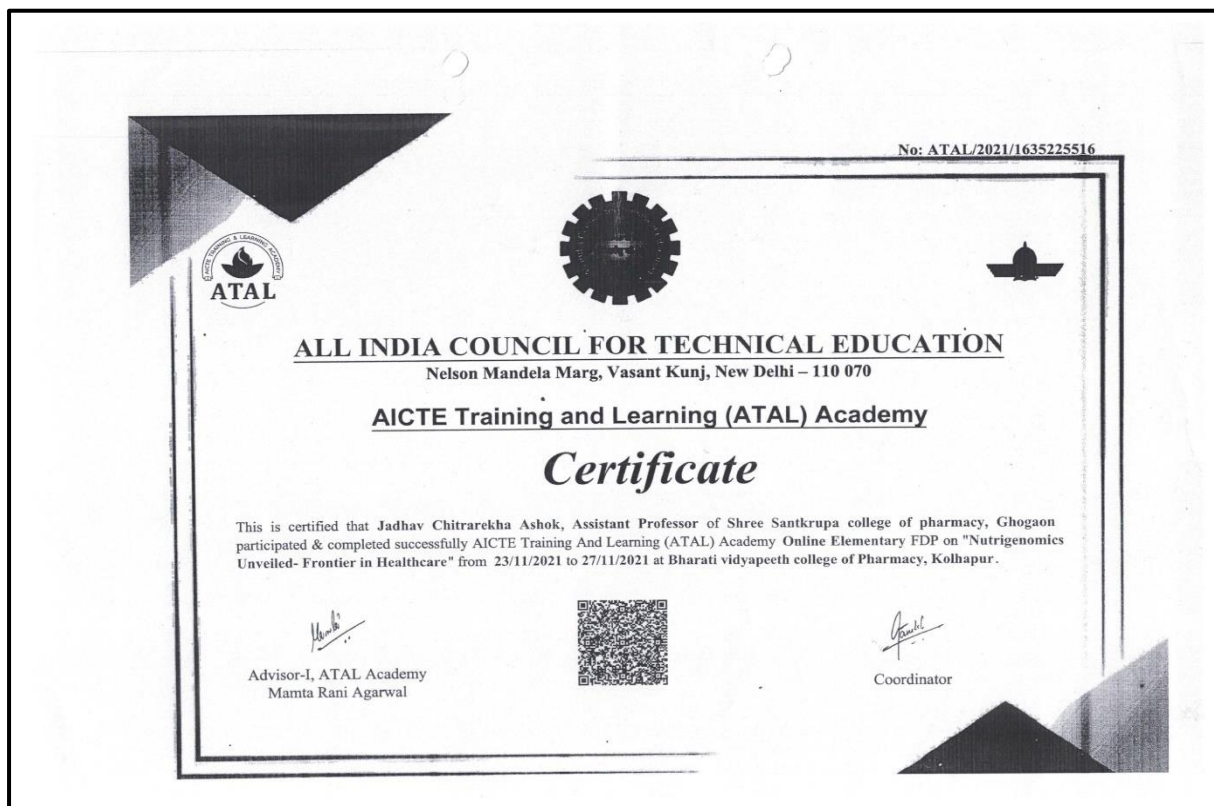 No: ATAL/2021/1635225516
AICTE TRAINING & LEARNING ACADEMY
ATAL
ALL INDIA COUNCIL FOR TECHNICAL EDUCATION
Nelson Mandela Marg, Vasant Kunj, New Delhi – 110 070
AICTE Training and Learning (ATAL) Academy
Certificate
This is certified that Jadhav Chitrarekha Ashok, Assistant Professor of Shree Santkrupa college of pharmacy, Ghogaon
participated & completed successfully AICTE Training And Learning (ATAL) Academy Online Elementary FDP on "Nutrigenomics
Unveiled- Frontier in Healthcare" from 23/11/2021 to 27/11/2021 at Bharati vidyapeeth college of Pharmacy, Kolhapur.
Advisor-I, ATAL Academy
Mamta Rani Agarwal
Coordinator